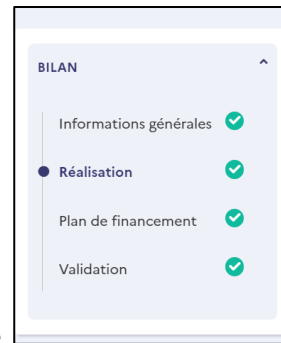 BILAN
Informations générales
Réalisation
Plan de financement
Validation